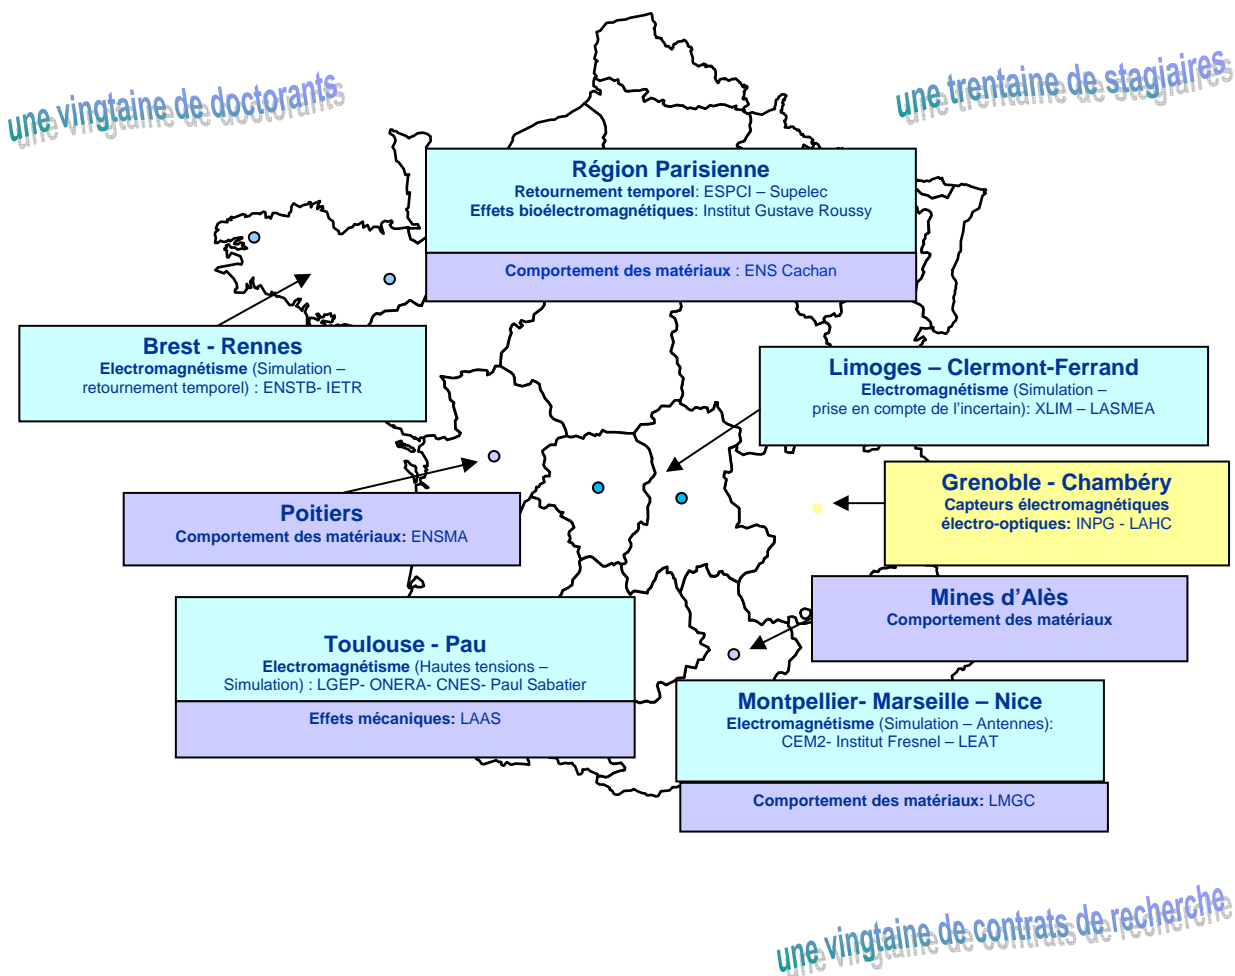 une vingtaine de doctorants
une trentaine de stagiaires
Région Parisienne
Retournement temporel: ESPCI – Supelec
Effets bioélectromagnétiques: Institut Gustave Roussy
Comportement des matériaux : ENS Cachan
Brest - Rennes
Electromagnétisme (Simulation –
retournement temporel) : ENSTB- IETR
Limoges – Clermont-Ferrand
Electromagnétisme (Simulation –
prise en compte de l'incertain): XLIM – LASMEA
Grenoble - Chambéry
Capteurs électromagnétiques
électro-optiques: INPG - LAHC
Poitiers
Comportement des matériaux: ENSMA
Mines d'Alès
Comportement des matériaux
Toulouse - Pau
Electromagnétisme (Hautes tensions –
Simulation) : LGEP- ONERA- CNES- Paul Sabatier
Effets mécaniques: LAAS
Montpellier- Marseille – Nice
Electromagnétisme (Simulation – Antennes):
CEM2- Institut Fresnel – LEAT
Comportement des matériaux: LMGC
une vingtaine de contrats de recherche